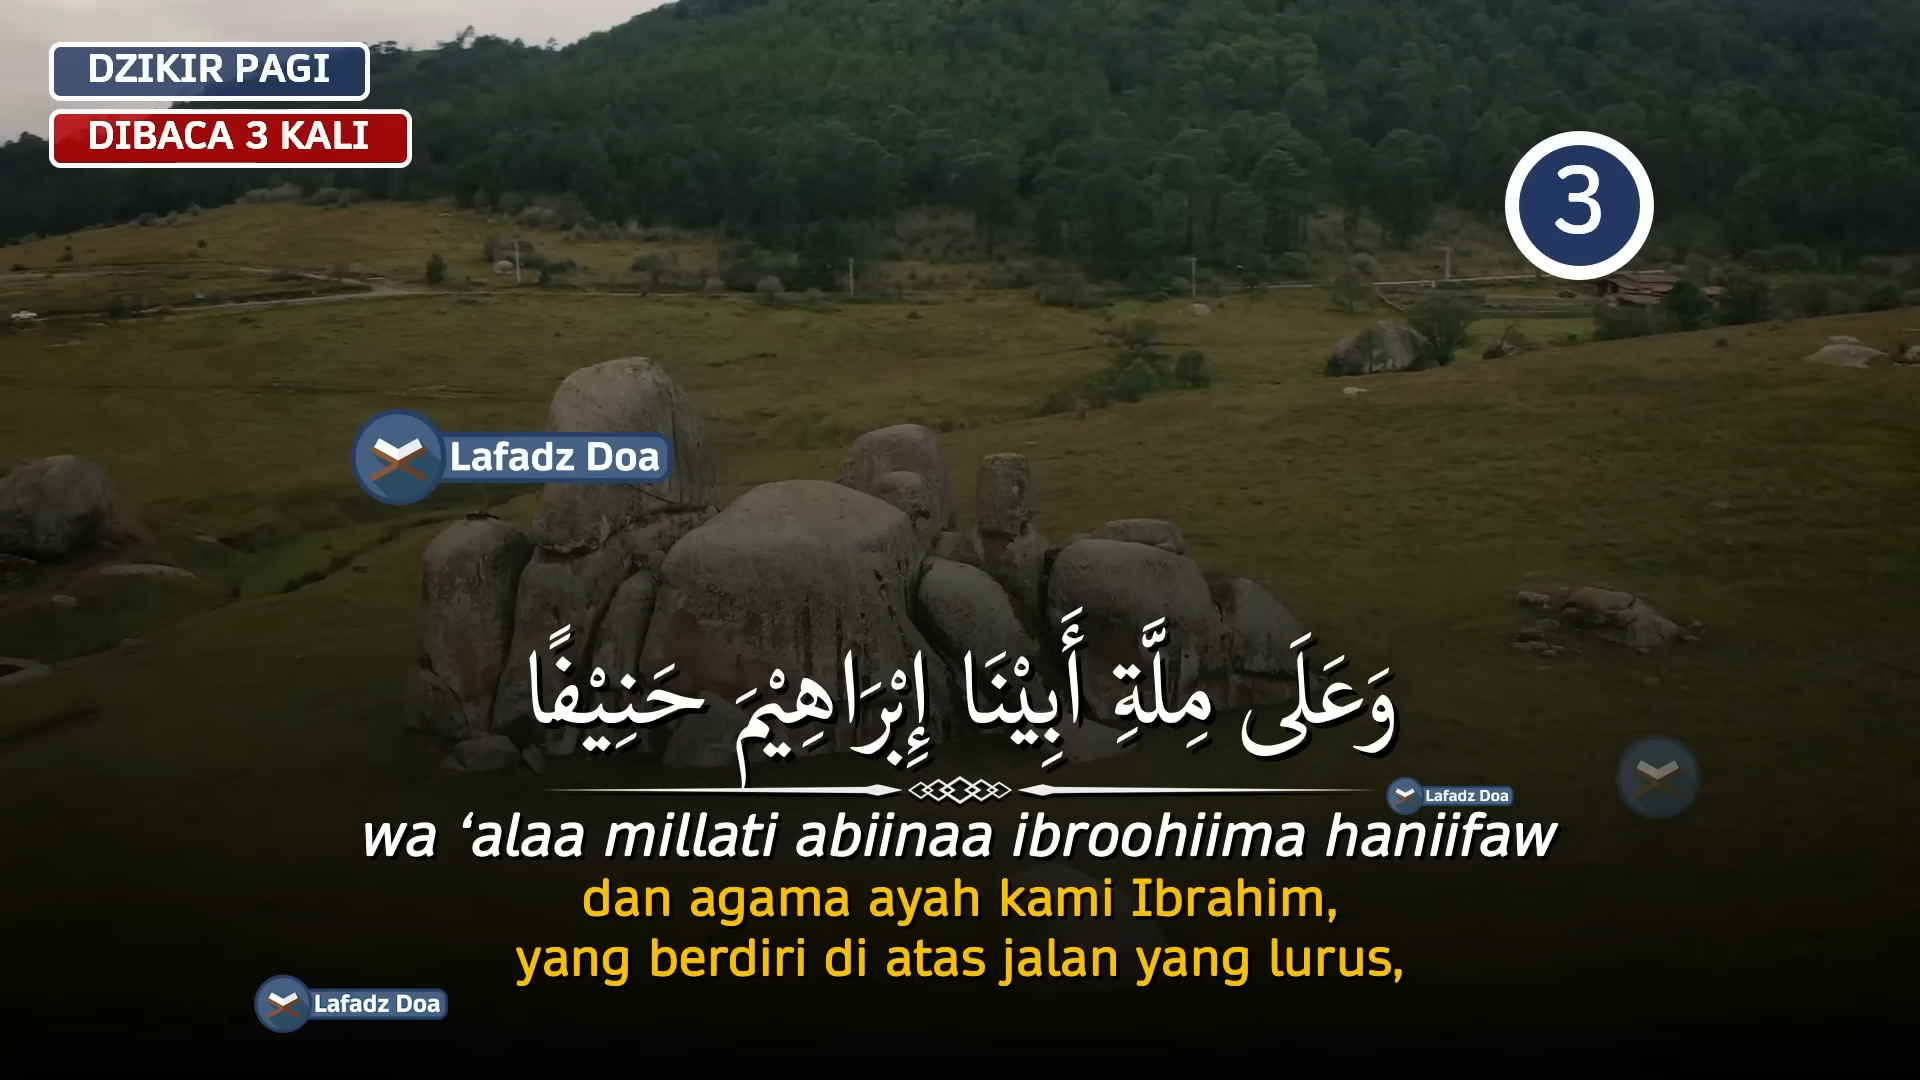 DZIKIR PAGI
DIBACA 3 KALI
3
Lafadz Doa
وَعَلَى مِلَّةِ أَبِيْنَا إِبْرَاهِيْمَ حَنِيْفًا
Lafadz Doa
wa ‘alaa millati abiinaa ibroohiima haniifaw
dan agama ayah kami Ibrahim,
yang berdiri di atas jalan yang lurus,
Lafadz Doa